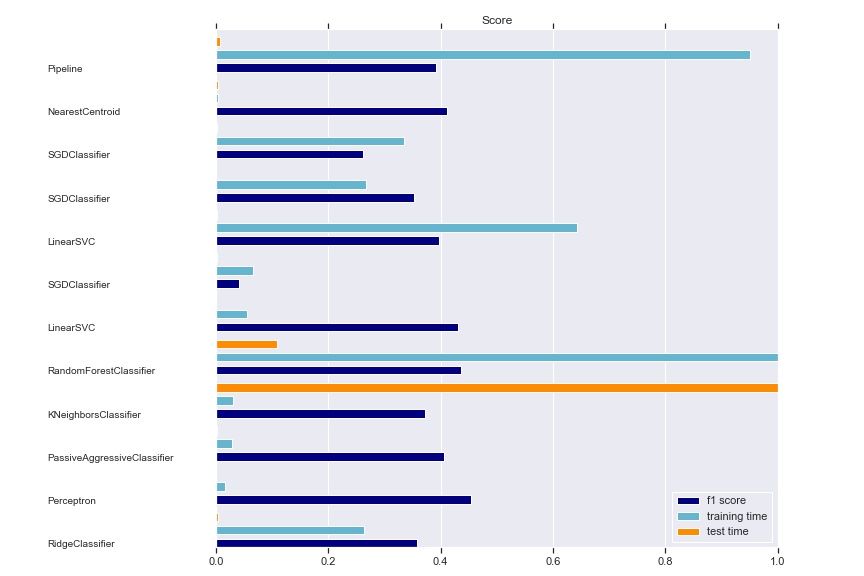 Score
Pipeline
NearestCentroid
SGDClassifier
SGDClassifier
LinearSVC
SGDClassifier
LinearSVC
RandomForestClassifier
KNeighborsClassifier
PassiveAggressiveClassifier
Perceptron
RidgeClassifier
f1 score
training time
test time
0.0 0.2 0.4 0.6 0.8 1.0